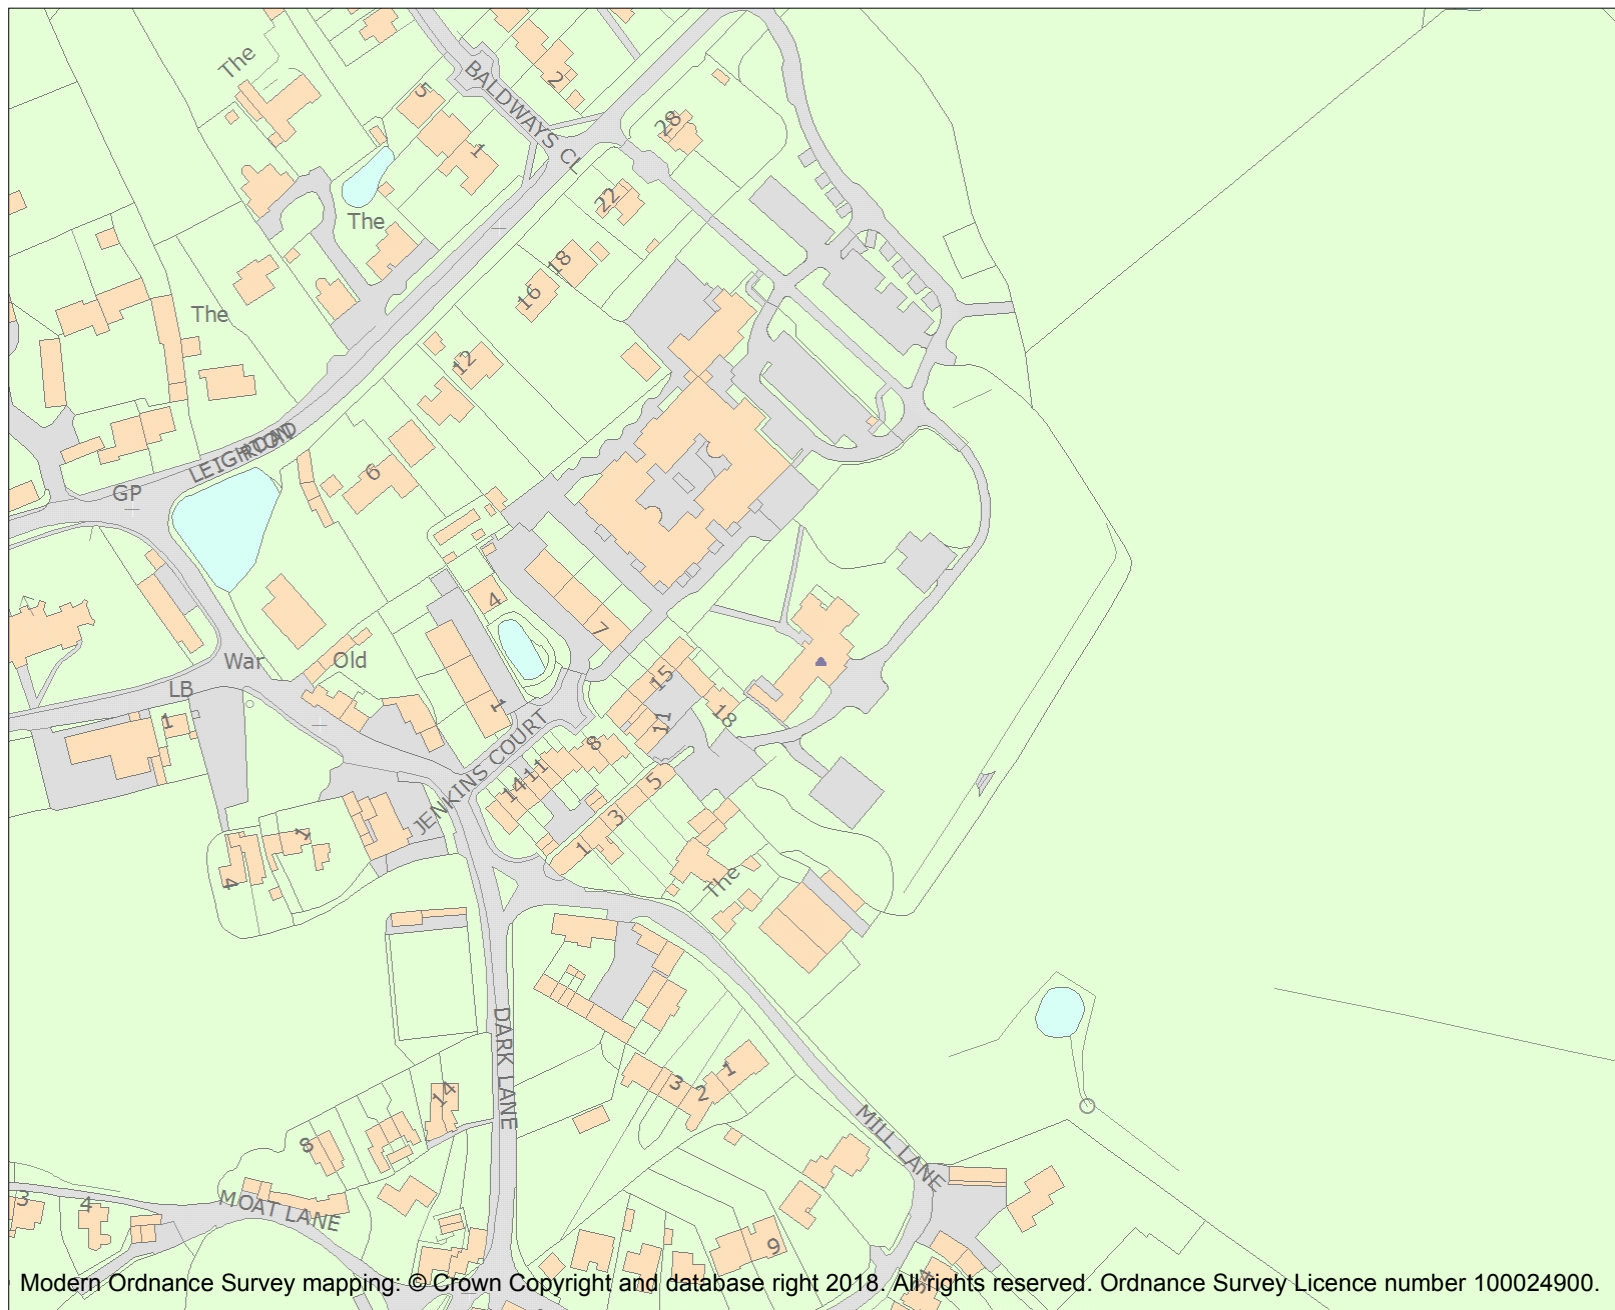 The
5
2
BALDWAYS CL
28
1
22
The
18
16
The
12
LEIGHTON ROAD
6
GP
4
7
War
Old
LB
15
1
1
18
11
JENKINS COURT
8
14 11
5
3
1
1
4
The
DARK LANE
3
2
1
14
8
MILL LANE
MOAT LANE
3
4
9
Modern Ordnance Survey mapping: © Crown Copyright and database right 2018. All rights reserved. Ordnance Survey Licence number 100024900.